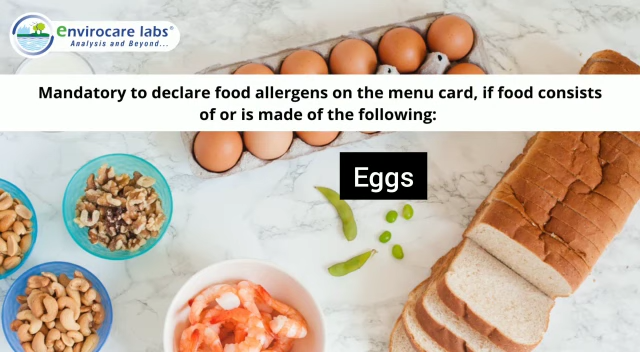 envirocare labs®
Analysis and Beyond...
Mandatory to declare food allergens on the menu card, if food consists
of or is made of the following:
Eggs